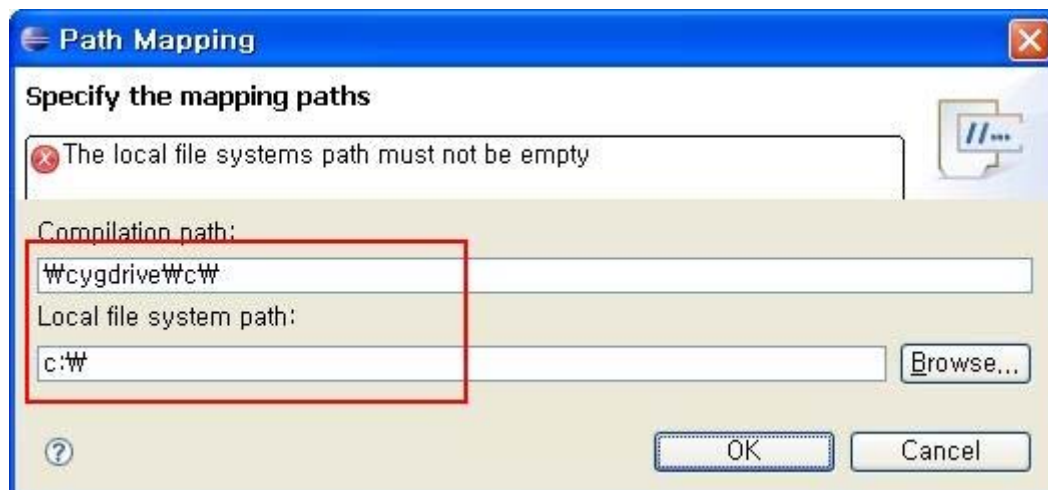 Path Mapping
Specify the mapping paths
//...
The local file systems path must not be empty
Compilation path:
₩cygdrive₩c₩
Local file system path:
c:₩
Browse...
?
OK
Cancel